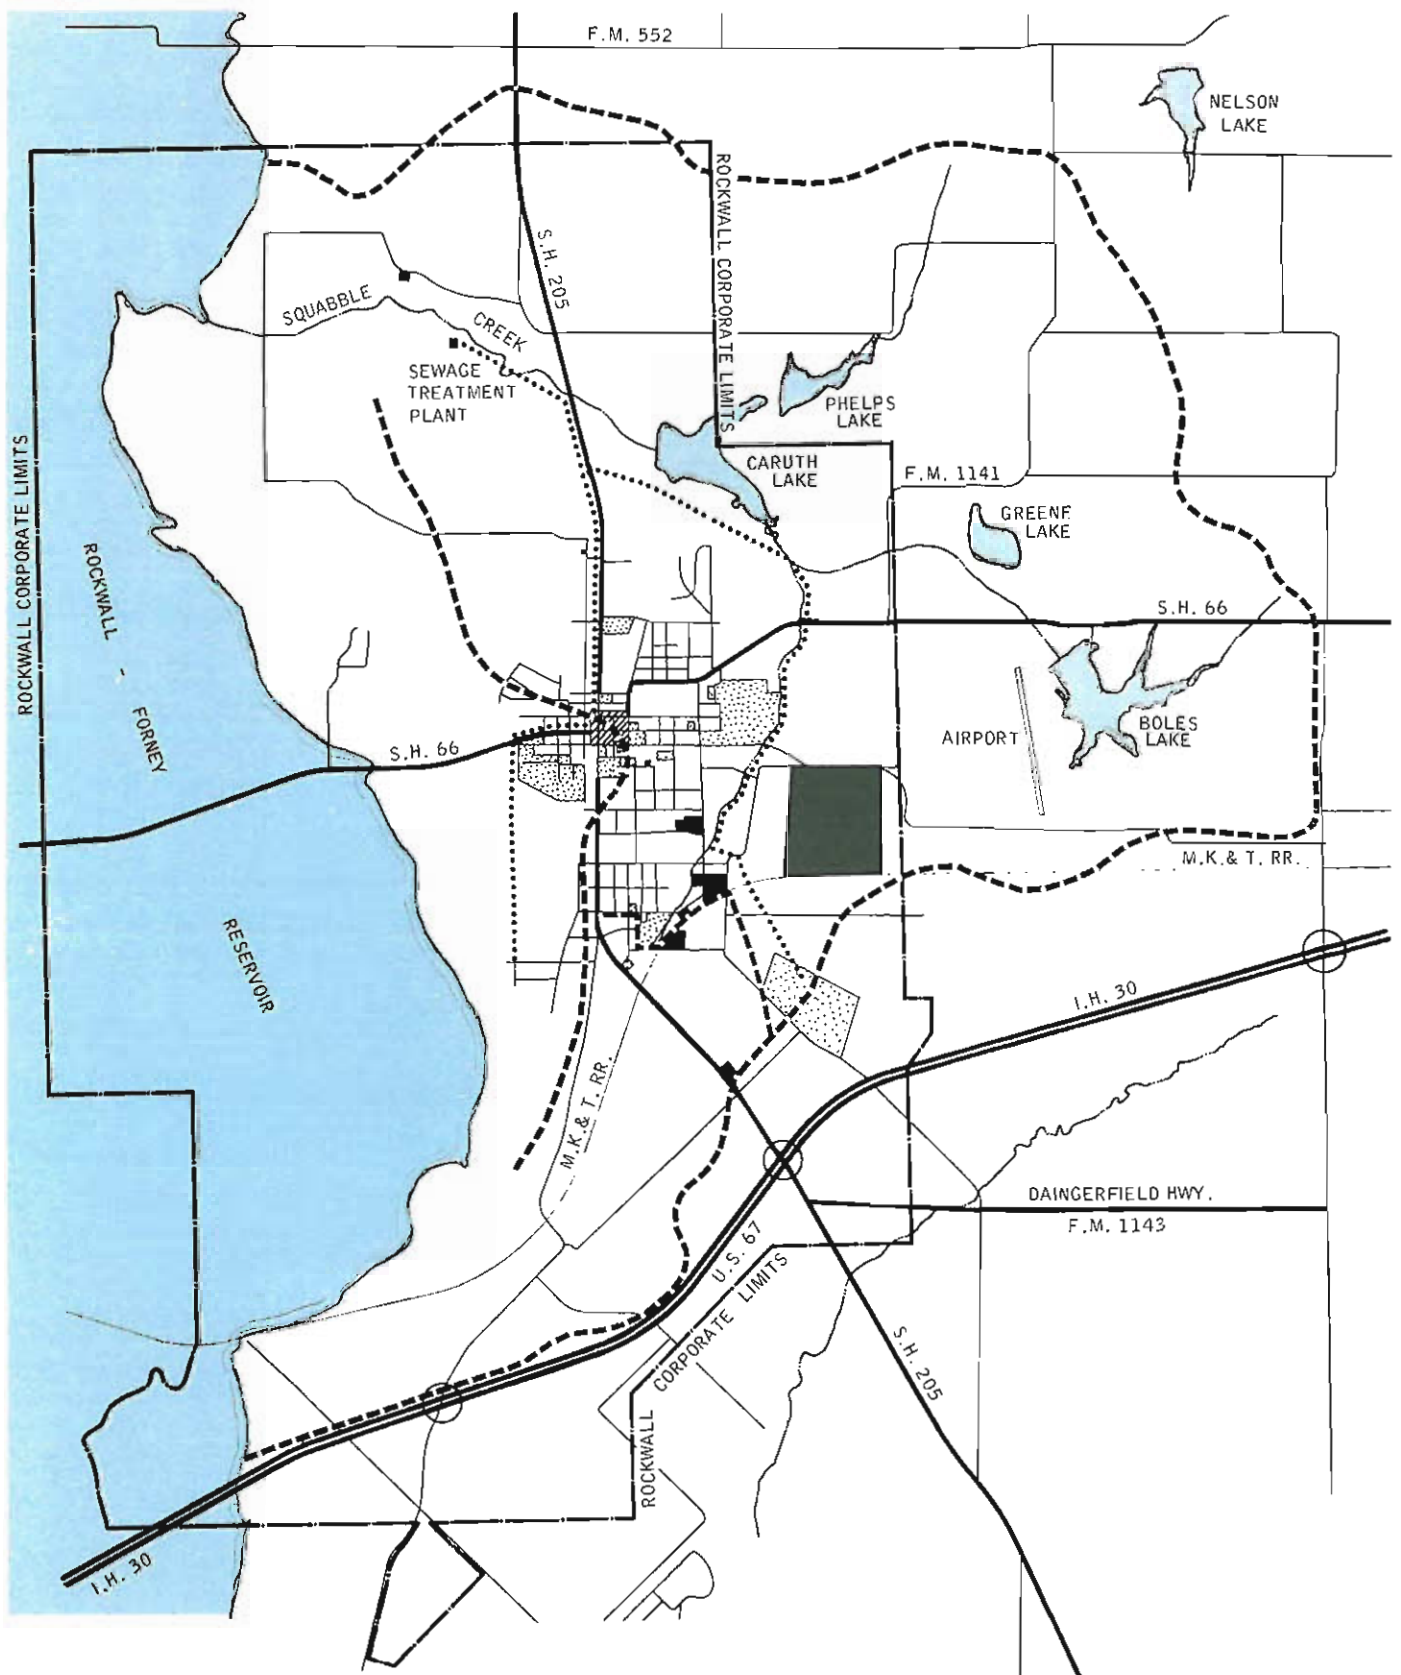 F.M. 552
NELSON
LAKE
ROCKWALL CORPORATE LIMITS
S.H. 205
SQUABBLE
CREEK
SEWAGE
TREATMENT
PLANT
PHELPS
LAKE
CARUTH
LAKE
F.M. 1141
GREENE
LAKE
ROCKWALL CORPORATE LIMITS
ROCKWALL
-
FORNEY
RESERVOIR
S.H. 66
S.H. 66
AIRPORT
BOLES
LAKE
M.K.& T. RR.
I.H. 30
M.K.& T. RR.
DAINGERFIELD HWY.
F.M. 1143
U.S. 67
ROCKWALL
CORPORATE LIMITS
S.H. 205
I.H. 30